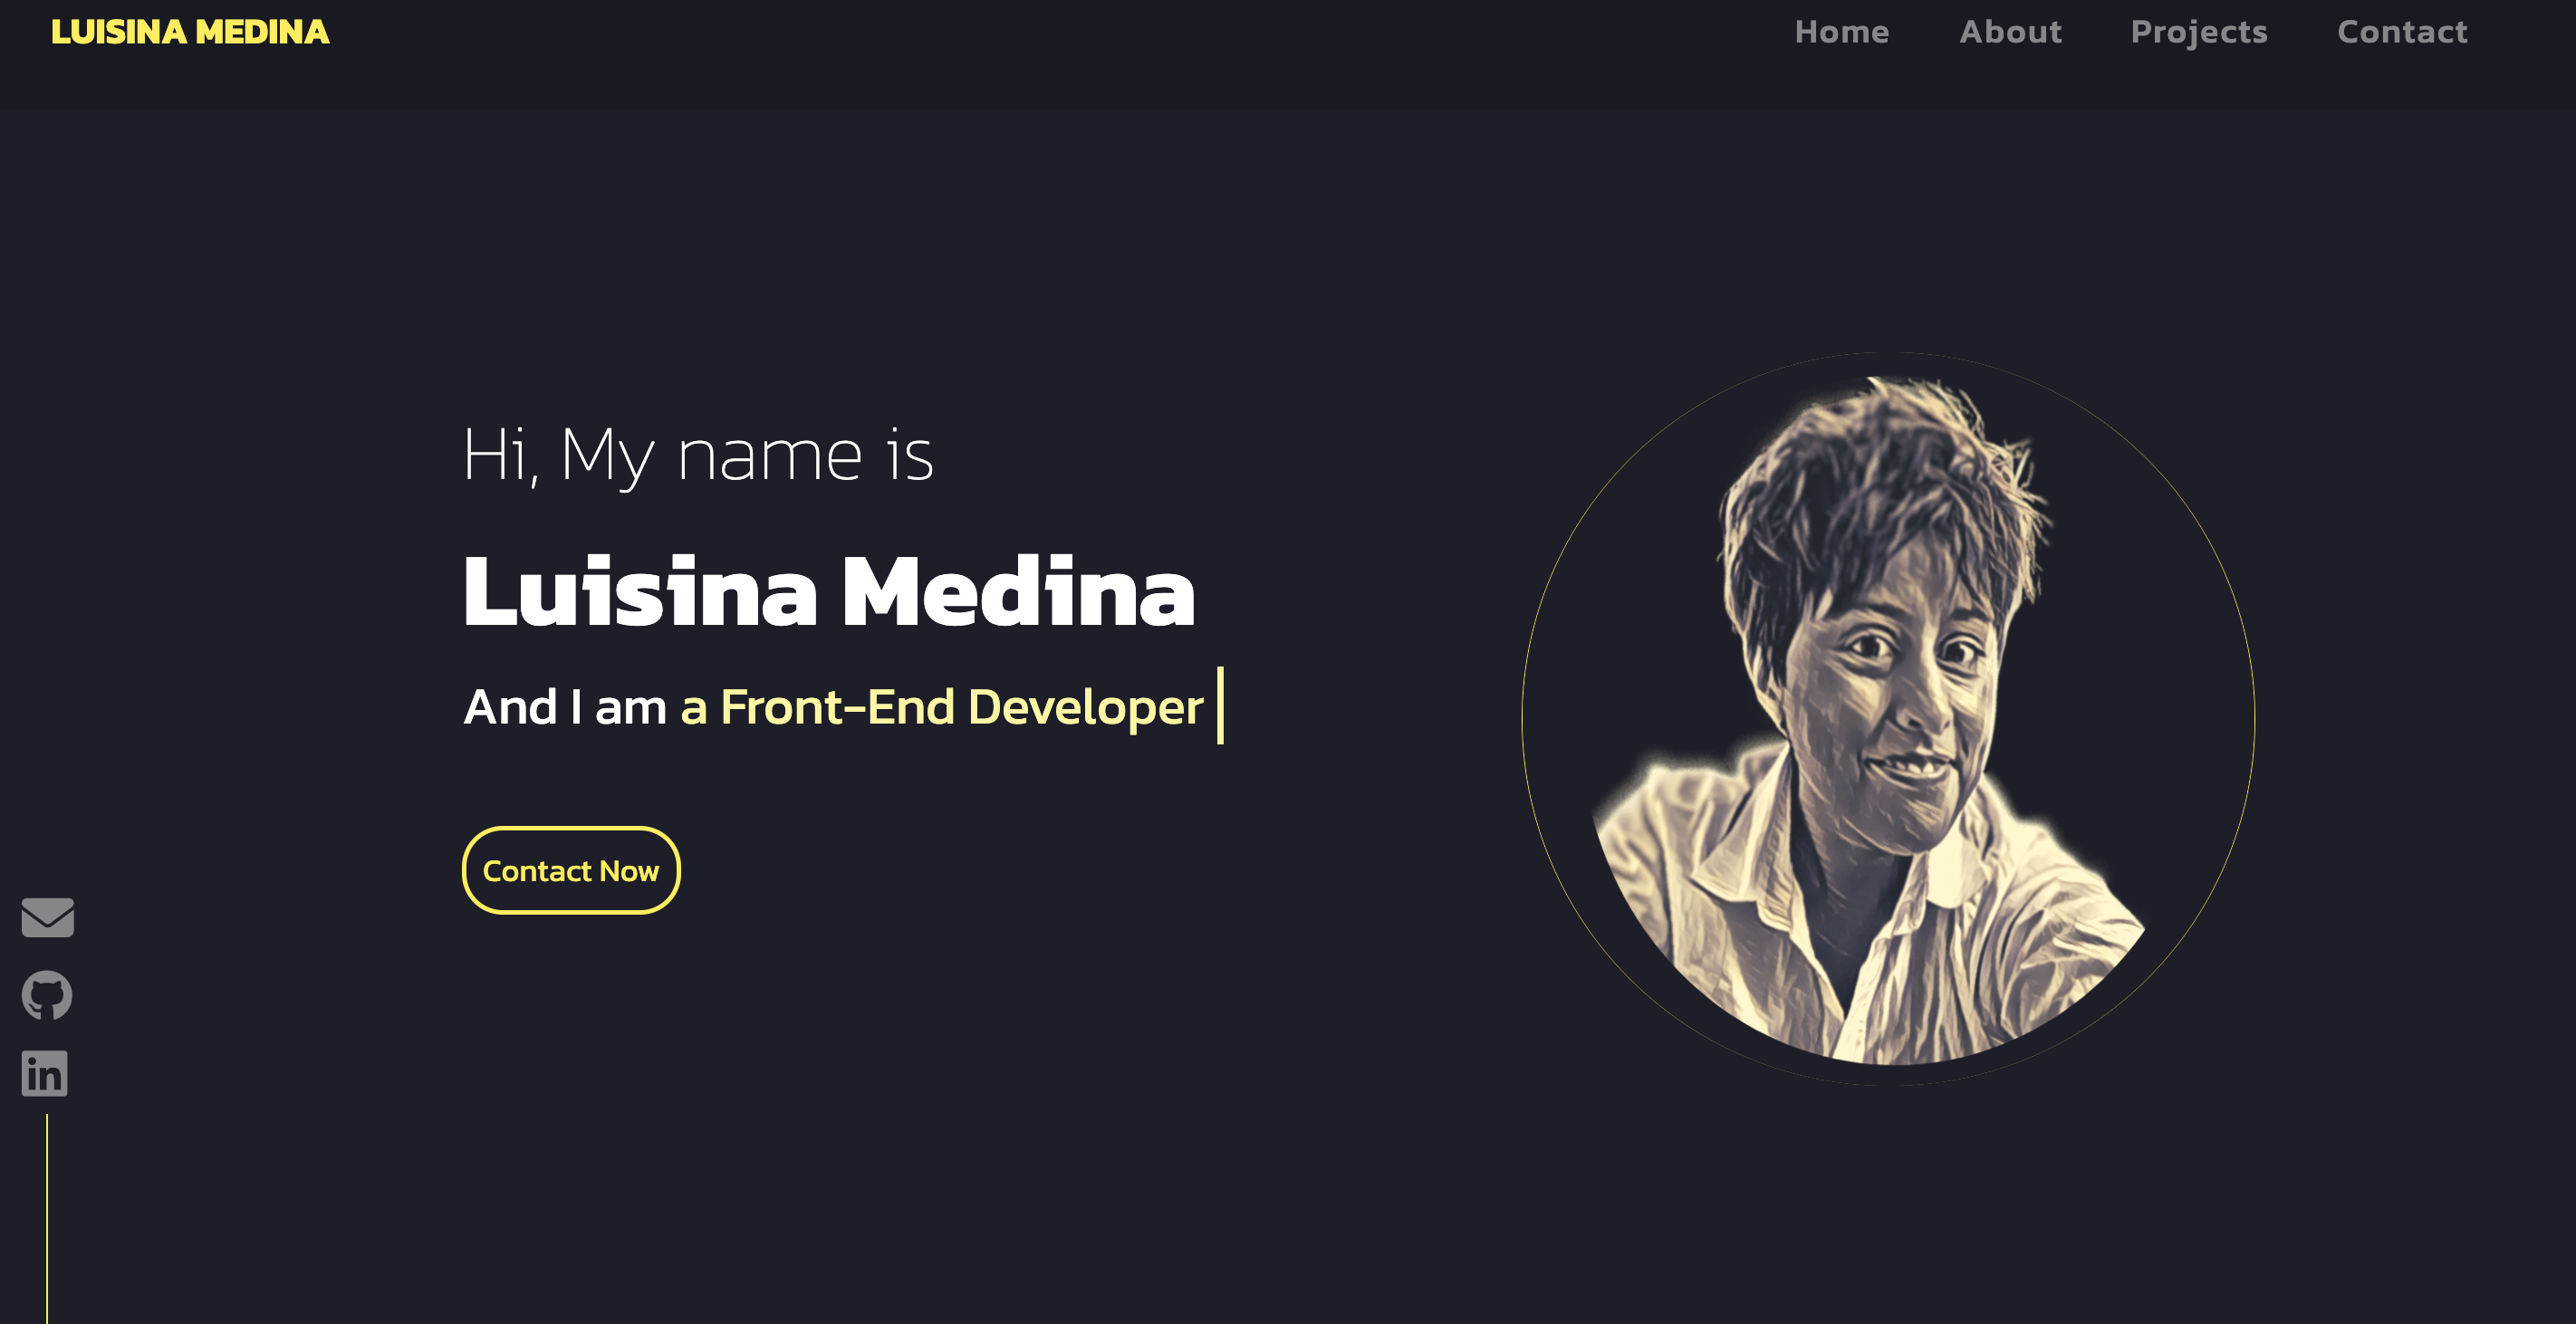 LUISINA MEDINA
Home About Projects Contact
Hi, My name is
Luisina Medina
And I am a Front-End Developer
Contact Now
in